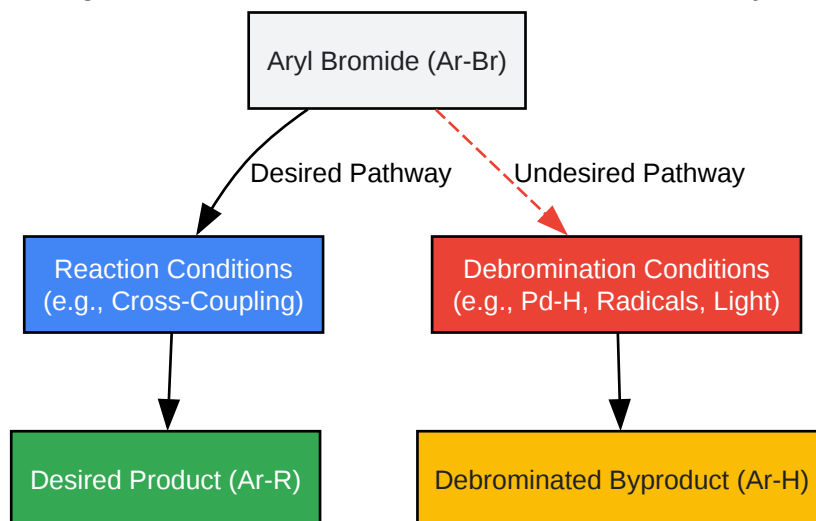 Aryl Bromide (Ar-Br)
Desired Pathway
Undesired Pathway
Reaction Conditions
(e.g., Cross-Coupling)
Debromination Conditions
(e.g., Pd-H, Radicals, Light)
Desired Product (Ar-R)
Debrominated Byproduct (Ar-H)